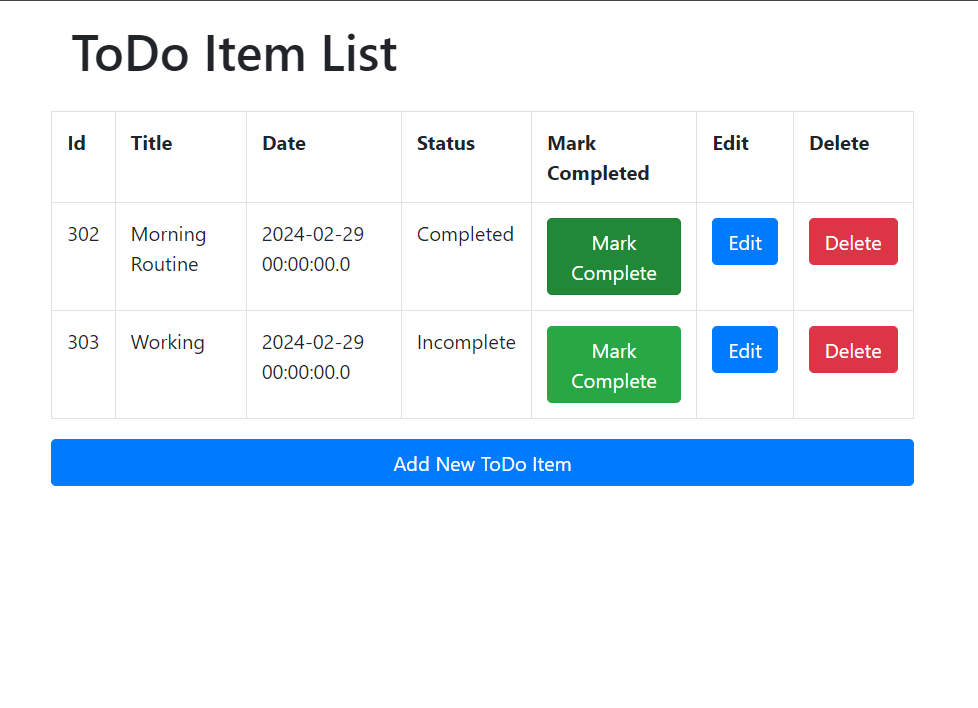 ToDo Item List
Id Title Date Status Mark Edit Delete
Completed
302 Morning 2024-02-29 Completed Mark Edit Delete
Routine 00:00:00.0 Complete
303 Working 2024-02-29 Incomplete Mark Edit Delete
00:00:00.0 Complete
Add New ToDo Item